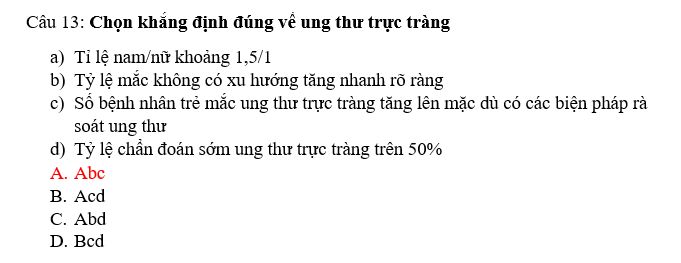 Câu 13: Chọn khẳng định đúng về ung thư trực tràng
a) Tỉ lệ nam/nữ khoảng 1,5/1
b) Tỷ lệ mắc không có xu hướng tăng nhanh rõ ràng
c) Số bệnh nhân trẻ mắc ung thư trực tràng tăng lên mặc dù có các biện pháp rà
soát ung thư
d) Tỷ lệ chẩn đoán sớm ung thư trực tràng trên 50%
A. Abc
B. Acd
C. Abd
D. Bcd